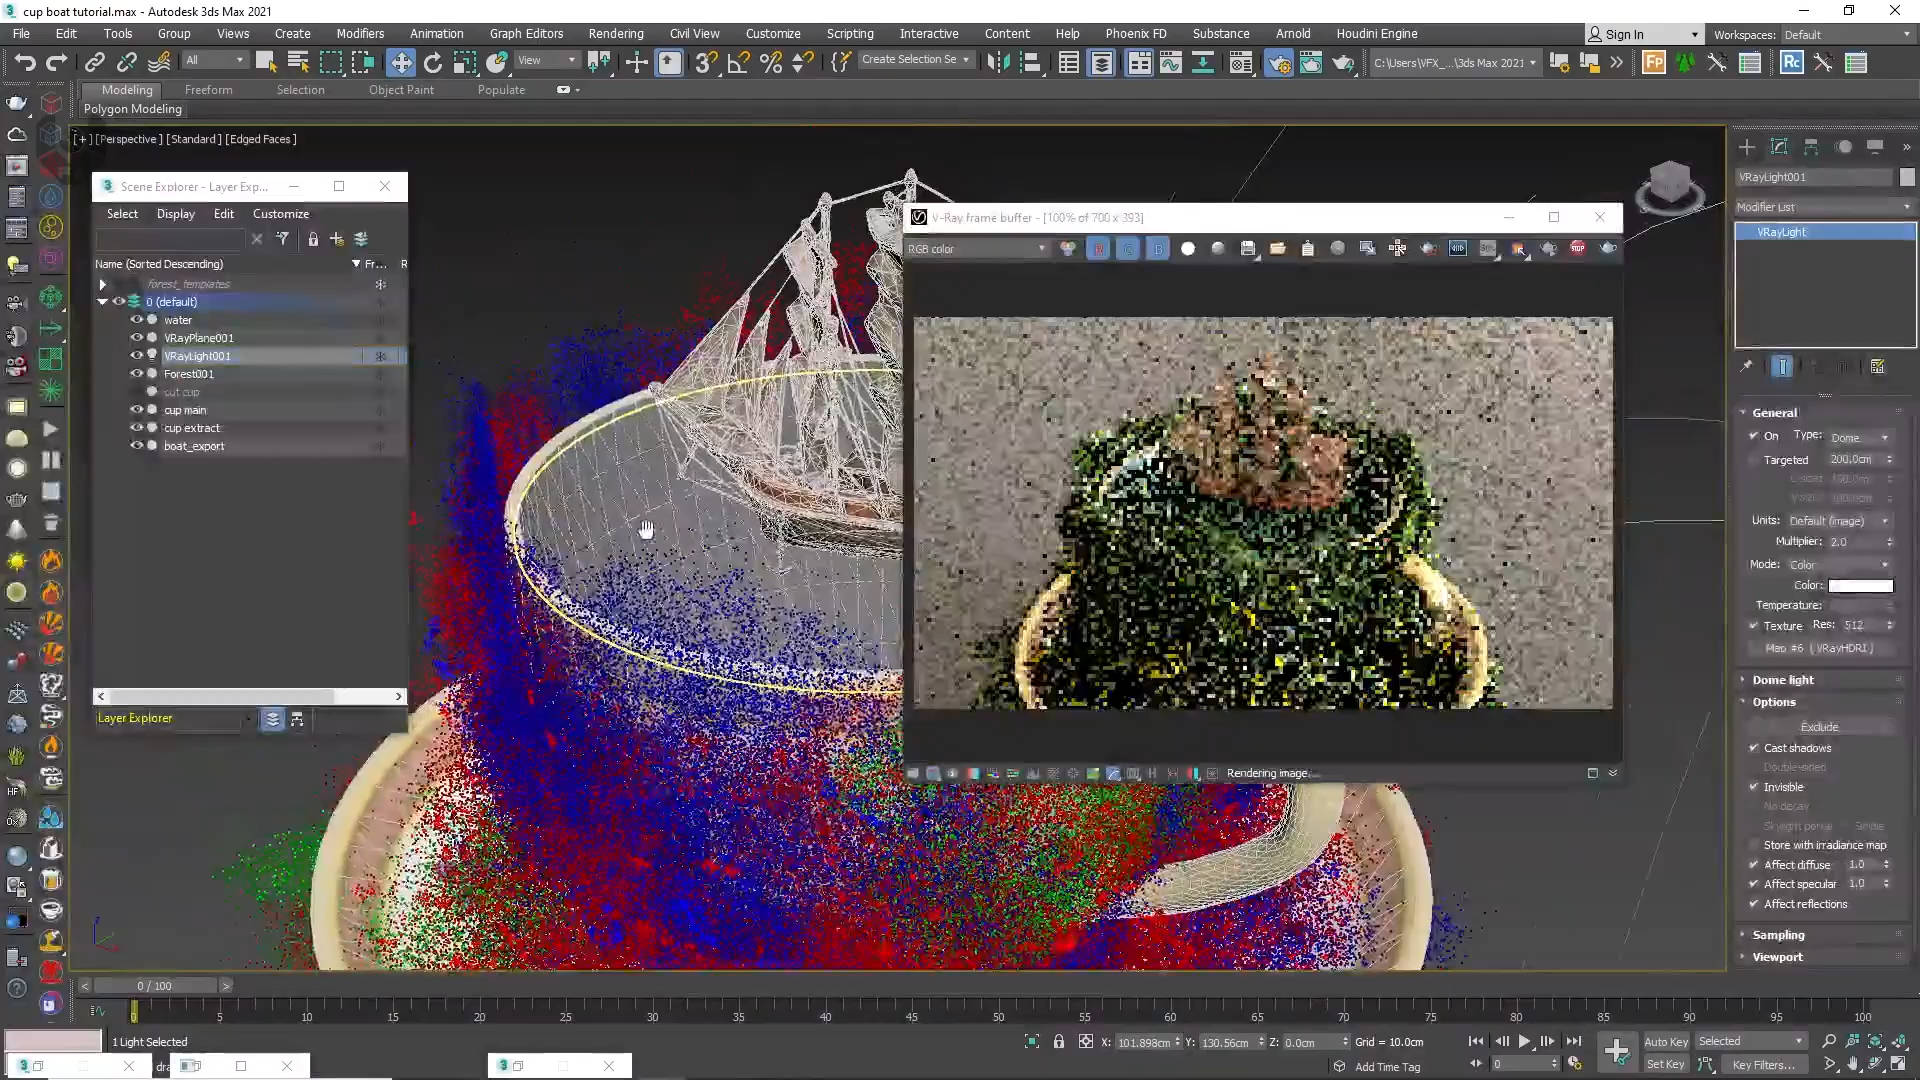 cup boat tutorial.max - Autodesk 3ds Max 2021
File Edit Tools Group Views Create Modifiers Animation Graph Editors Rendering Civil View Customize Scripting Interactive Content Help Phoenix FD Substance Arnold Houdini Engine Sign In Workspaces: Default
All View Create Selection Se C:\Users\VFX_...\3ds Max 2021
Modeling Freeform Selection Object Paint Populate
Polygon Modeling
[+] [Perspective] [Standard] [Edged Faces]
Scene Explorer - Layer Exp...
Select Display Edit Customize
Name (Sorted Descending) Fr... R
forest_templates
0 (default)
water
VRayPlane001
VRayLight001
Forest001
cut cup
cup main
cup extract
boat_export
Layer Explorer
V-Ray frame buffer - [100% of 700 x 393]
RGB color
Rendering image...
VRayLight001
Modifier List
VRayLight
General
On Type: Dome
Targeted 200.0cm
Units: Default (image)
Multiplier: 2.0
Mode: Color
Color:
Temperature:
Texture Res: 512
Map #6 ( VRayHDRI )
Dome light
Options
Exclude
Cast shadows
Double-sided
Invisible
No decay
Skylight portal Simple
Store with irradiance map
Affect diffuse 1.0
Affect specular 1.0
Affect reflections
Sampling
Viewport
0 / 100
0 5 10 15 20 25 30 35 40 45 50 55 60 65 70 75 80 85 90 95 100
1 Light Selected
X: 101.898cm Y: 130.56cm Z: 0.0cm Grid = 10.0cm
Add Time Tag
Auto Key Selected
0 Set Key Key Filters...